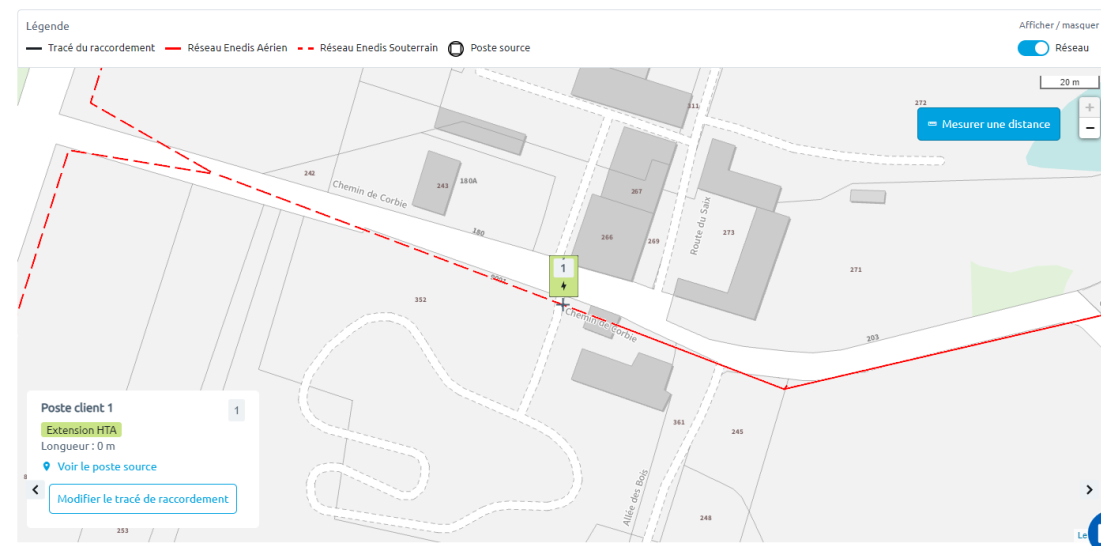 Légende
Afficher / masquer
Tracé du raccordement
Réseau Enedis Aérien
Réseau Enedis Souterrain
Poste source
Réseau
20 m
+
−
Mesurer une distance
272
311
242
Chemin de Corbie
243
180A
180
267
266
269
Route du Saix
273
271
1
352
Chemin de Corbie
203
361
245
Allée des Bois
248
253
Poste client 1
1
Extension HTA
Longueur : 0 m
Voir le poste source
Modifier le tracé de raccordement